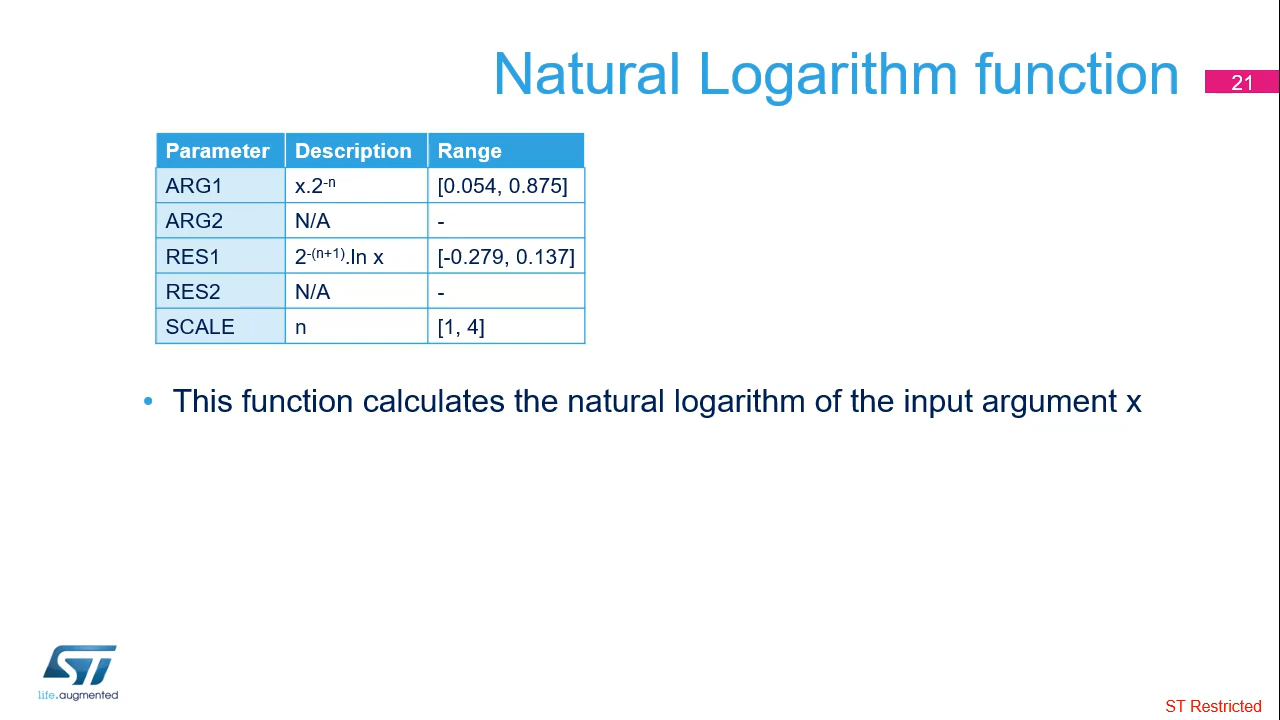 Natural Logarithm function
21
Parameter Description Range
ARG1 x.2⁻ⁿ [0.054, 0.875]
ARG2 N/A -
RES1 2⁻⁽ⁿ⁺¹⁾.ln x [-0.279, 0.137]
RES2 N/A -
SCALE n [1, 4]
• This function calculates the natural logarithm of the input argument x
ST
life.augmented
ST Restricted